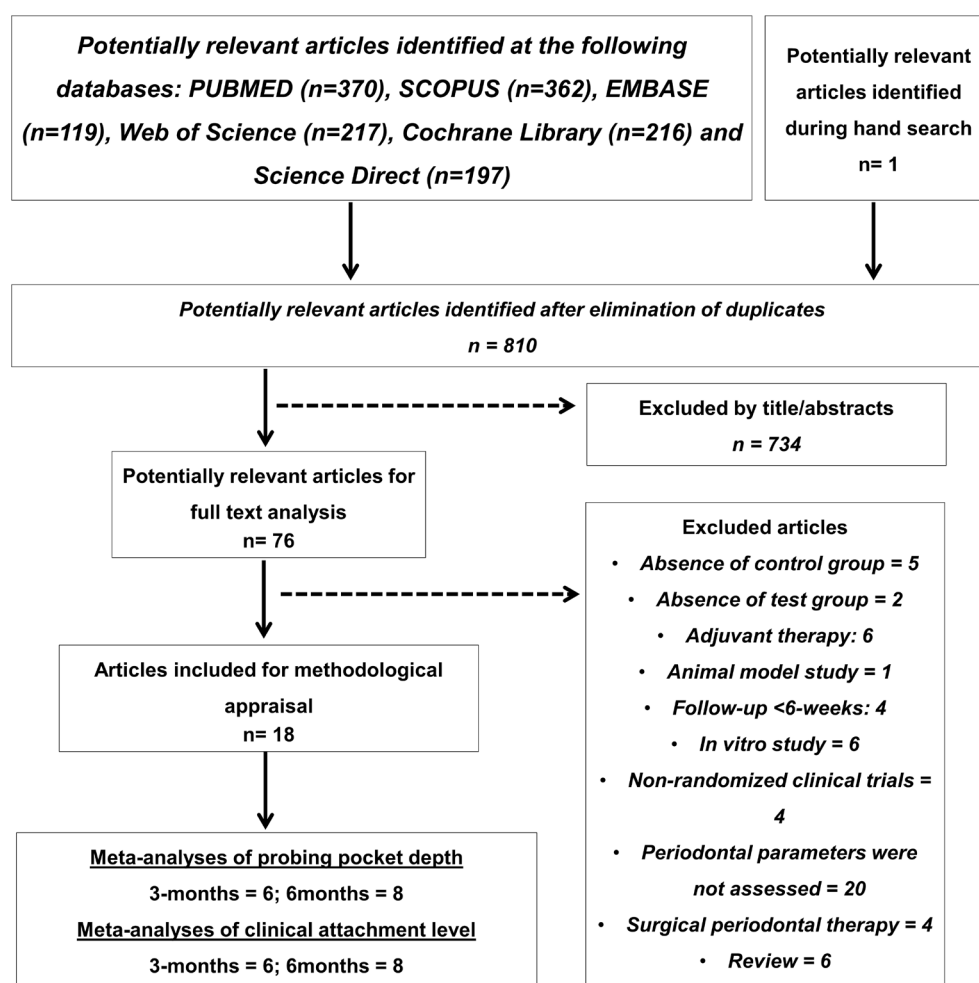 Potentially relevant articles identified at the following
databases: PUBMED (n=370), SCOPUS (n=362), EMBASE
(n=119), Web of Science (n=217), Cochrane Library (n=216) and
Science Direct (n=197)
Potentially relevant
articles identified
during hand search
n= 1
Potentially relevant articles identified after elimination of duplicates
n = 810
Excluded by title/abstracts
n = 734
Potentially relevant articles for
full text analysis
n= 76
Excluded articles
• Absence of control group = 5
• Absence of test group = 2
• Adjuvant therapy: 6
• Animal model study = 1
• Follow-up <6-weeks: 4
• In vitro study = 6
• Non-randomized clinical trials =
4
• Periodontal parameters were
not assessed = 20
• Surgical periodontal therapy = 4
• Review = 6
Articles included for methodological
appraisal
n= 18
Meta-analyses of probing pocket depth
3-months = 6; 6months = 8
Meta-analyses of clinical attachment level
3-months = 6; 6months = 8